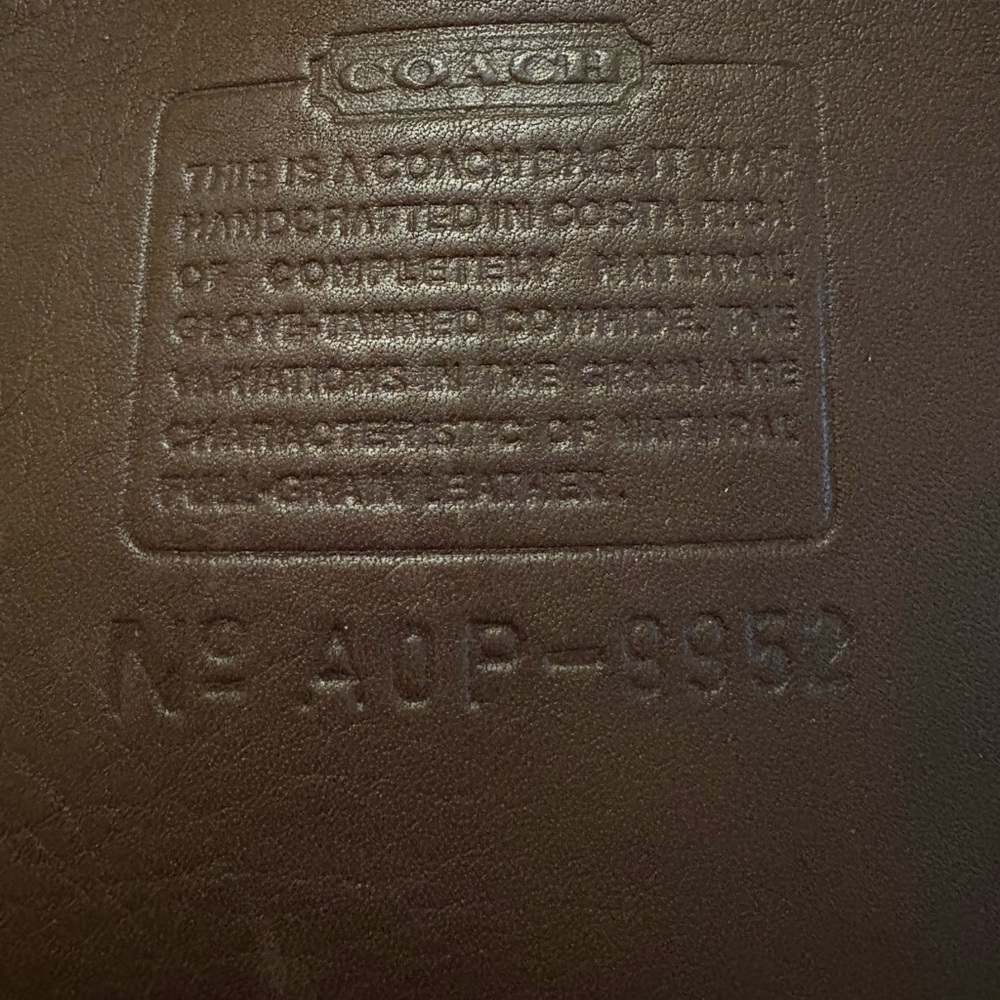 COACH
THIS IS A COACH BAG. IT WAS
HANDCRAFTED IN COSTA RICA
OF COMPLETELY NATURAL
GLOVE-TANNED COWHIDE. THE
VARIATIONS IN THE GRAIN ARE
CHARACTERISTIC OF NATURAL
FULL-GRAIN LEATHER.
Nº A0P-9952